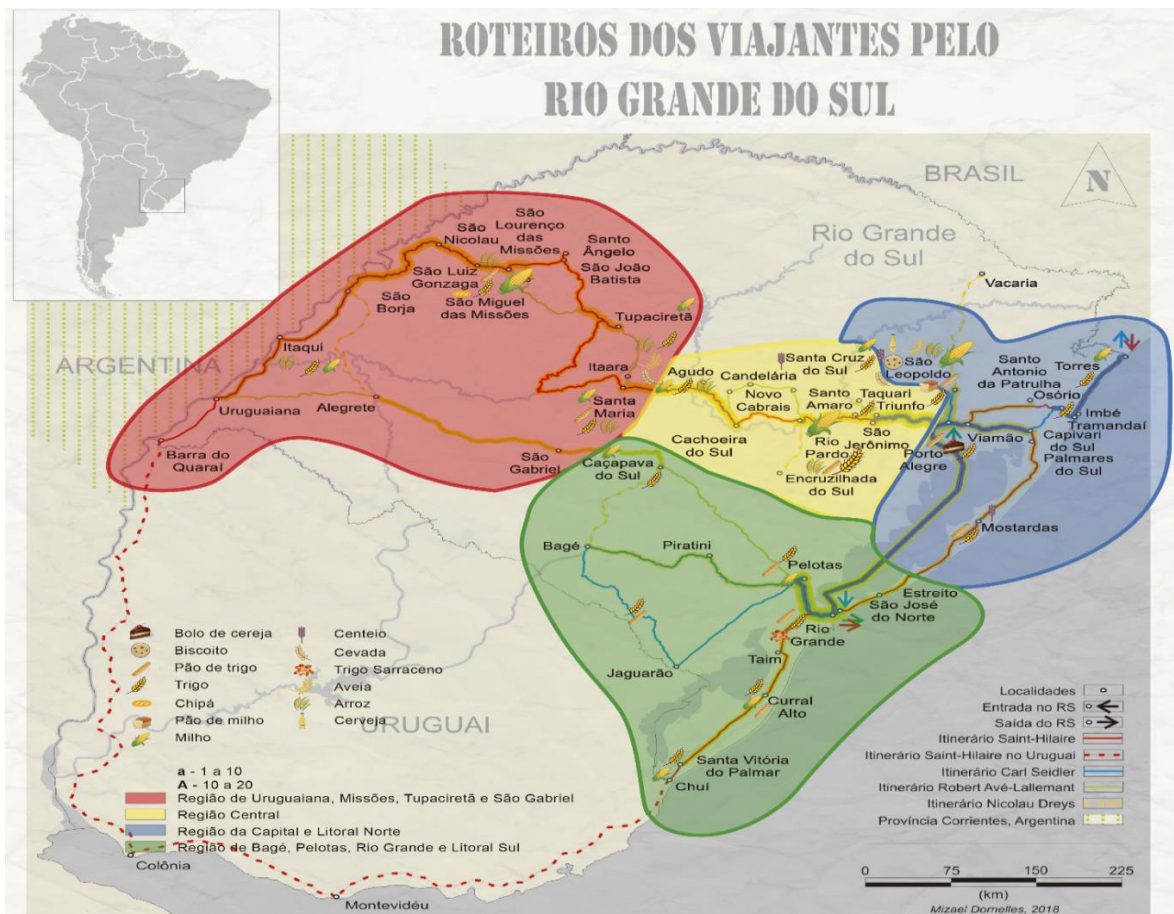 ROTEIROS DOS VIAJANTES PELO
RIO GRANDE DO SUL
BRASIL
N
Rio Grande
do Sul
Vacaria
São
Nicolau
São
Lourenço
das
Missões
Santo
Ângelo
São João
Batista
São Luiz
Gonzaga
São Miguel
das Missões
São
Borja
Tupaciretã
Itaqui
ARGENTINA
Uruguaiana
Alegrete
Itaara
Santa
Maria
Barra do
Quaraí
São
Gabriel
Agudo
Candelária
Novo
Cabrais
Santa Cruz
do Sul
Santo
Amaro
Taquari
Triunfo
Cachoeira
do Sul
Rio
Pardo
São
Jerônimo
Encruzilhada
do Sul
São
Leopoldo
Santo
Antonio
da Patrulha
Osório
Torres
Imbé
Tramandaí
Viamão
Porto
Alegre
Capivari
do Sul
Palmares
do Sul
Mostardas
Caçapava
do Sul
Bagé
Piratini
Pelotas
Estreito
São José
do Norte
Rio
Grande
Jaguarão
Taim
Curral
Alto
Santa Vitória
do Palmar
Chuí
URUGUAI
Colônia
Montevidéu
Bolo de cereja
Biscoito
Pão de trigo
Trigo
Chipá
Pão de milho
Milho
Centeio
Cevada
Trigo Sarraceno
Aveia
Arroz
Cerveja
a - 1 a 10
A - 10 a 20
Região de Uruguaiana, Missões, Tupaciretã e São Gabriel
Região Central
Região da Capital e Litoral Norte
Região de Bagé, Pelotas, Rio Grande e Litoral Sul
Localidades
Entrada no RS
Saída do RS
Itinerário Saint-Hilaire
Itinerário Saint-Hilaire no Uruguai
Itinerário Carl Seidler
Itinerário Robert Avé-Lallemant
Itinerário Nicolau Dreys
Província Corrientes, Argentina
0 75 150 225
(km)
Mizael Dornelles, 2018